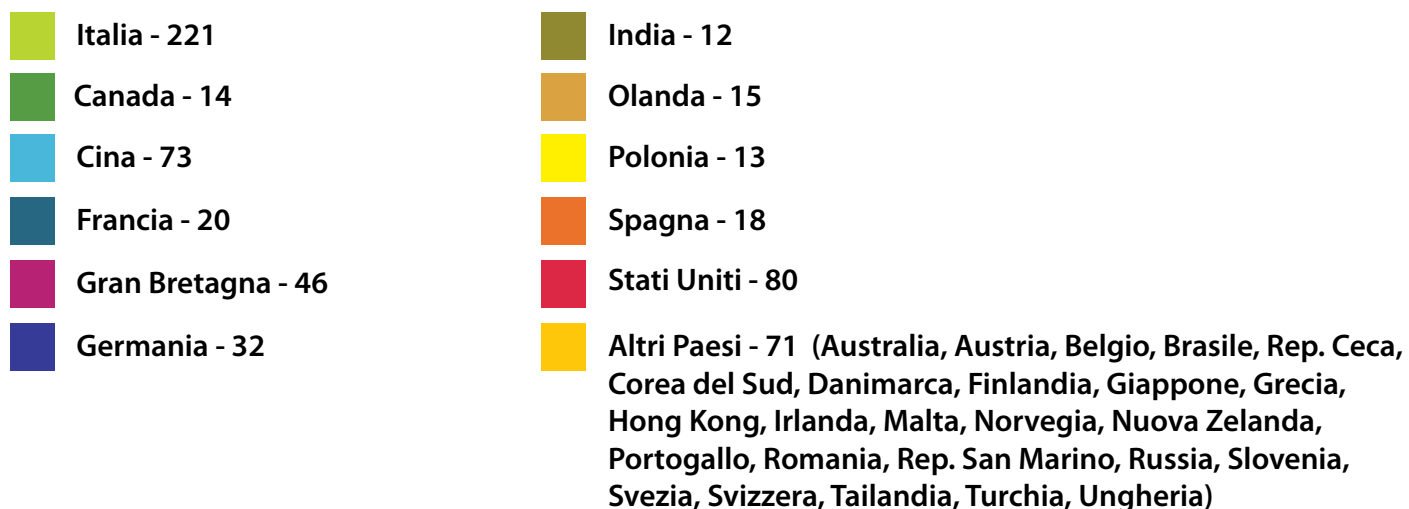 Italia - 221
Canada - 14
Cina - 73
Francia - 20
Gran Bretagna - 46
Germania - 32
India - 12
Olanda - 15
Polonia - 13
Spagna - 18
Stati Uniti - 80
Altri Paesi - 71 (Australia, Austria, Belgio, Brasile, Rep. Ceca,
Corea del Sud, Danimarca, Finlandia, Giappone, Grecia,
Hong Kong, Irlanda, Malta, Norvegia, Nuova Zelanda,
Portogallo, Romania, Rep. San Marino, Russia, Slovenia,
Svezia, Svizzera, Tailandia, Turchia, Ungheria)